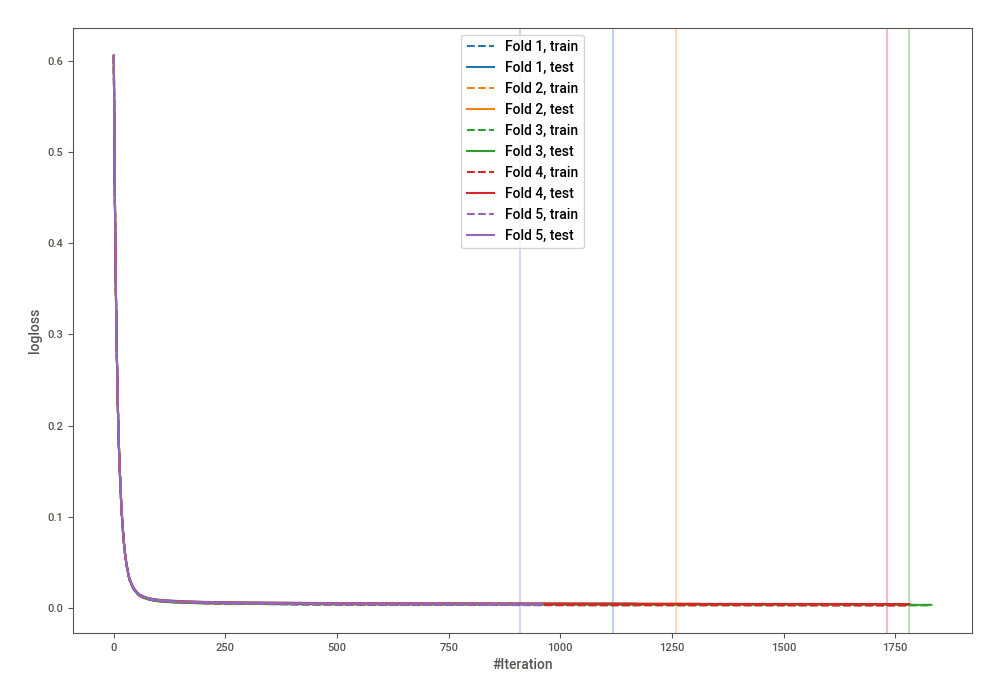 Fold 1, train
Fold 1, test
Fold 2, train
Fold 2, test
Fold 3, train
Fold 3, test
Fold 4, train
Fold 4, test
Fold 5, train
Fold 5, test
logloss
0.6
0.5
0.4
0.3
0.2
0.1
0.0
0 250 500 750 1000 1250 1500 1750
#Iteration